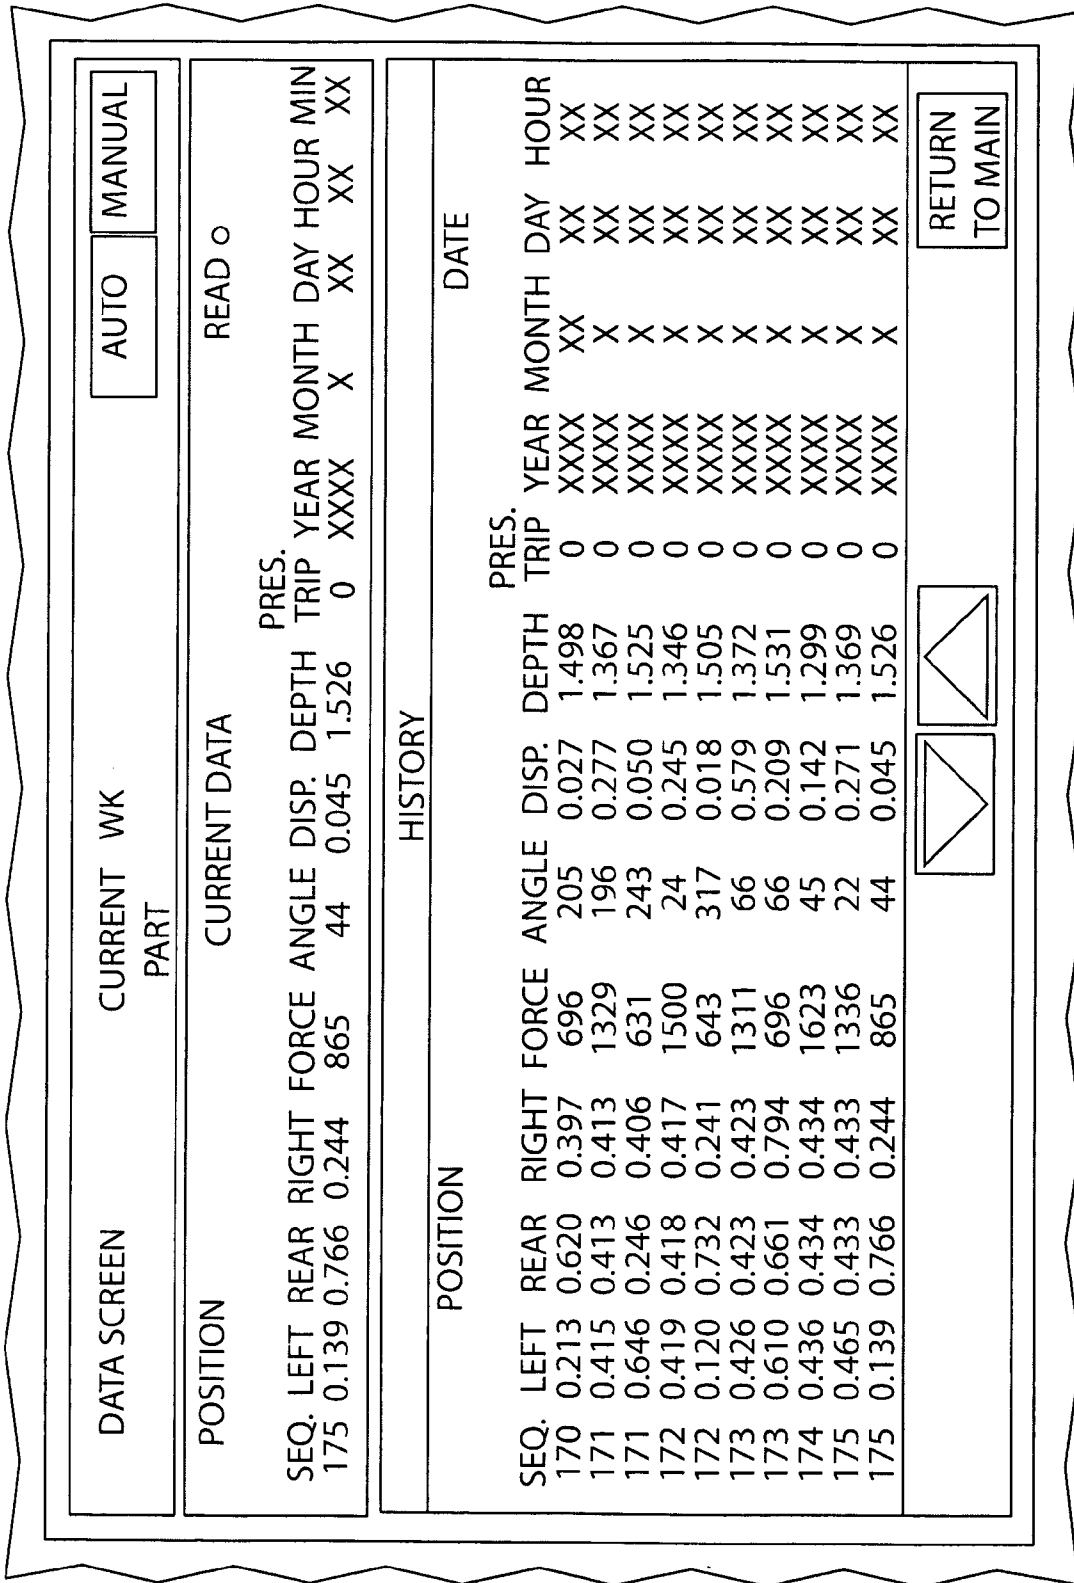 DATA SCREEN CURRENT WK AUTO MANUAL
PART
POSITION CURRENT DATA READ
PRES.
SEQ. LEFT REAR RIGHT FORCE ANGLE DISP. DEPTH TRIP YEAR MONTH DAY HOUR MIN
175 0.139 0.766 0.244 865 44 0.045 1.526 0 XXXX X XX XX XX
HISTORY
POSITION DATE
PRES.
SEQ. LEFT REAR RIGHT FORCE ANGLE DISP. DEPTH TRIP YEAR MONTH DAY HOUR
170 0.213 0.620 0.397 696 205 0.027 1.498 0 XXXX XX XX XX
171 0.415 0.413 0.413 1329 196 0.277 1.367 0 XXXX X XX XX
171 0.646 0.246 0.406 631 243 0.050 1.525 0 XXXX X XX XX
172 0.419 0.418 0.417 1500 24 0.245 1.346 0 XXXX X XX XX
172 0.120 0.732 0.241 643 317 0.018 1.505 0 XXXX X XX XX
173 0.426 0.423 0.423 1311 66 0.579 1.372 0 XXXX X XX XX
173 0.610 0.661 0.794 696 66 0.209 1.531 0 XXXX X XX XX
174 0.436 0.434 0.434 1623 45 0.142 1.299 0 XXXX X XX XX
175 0.465 0.433 0.433 1336 22 0.271 1.369 0 XXXX X XX XX
175 0.139 0.766 0.244 865 44 0.045 1.526 0 XXXX X XX XX
RETURN
TO MAIN